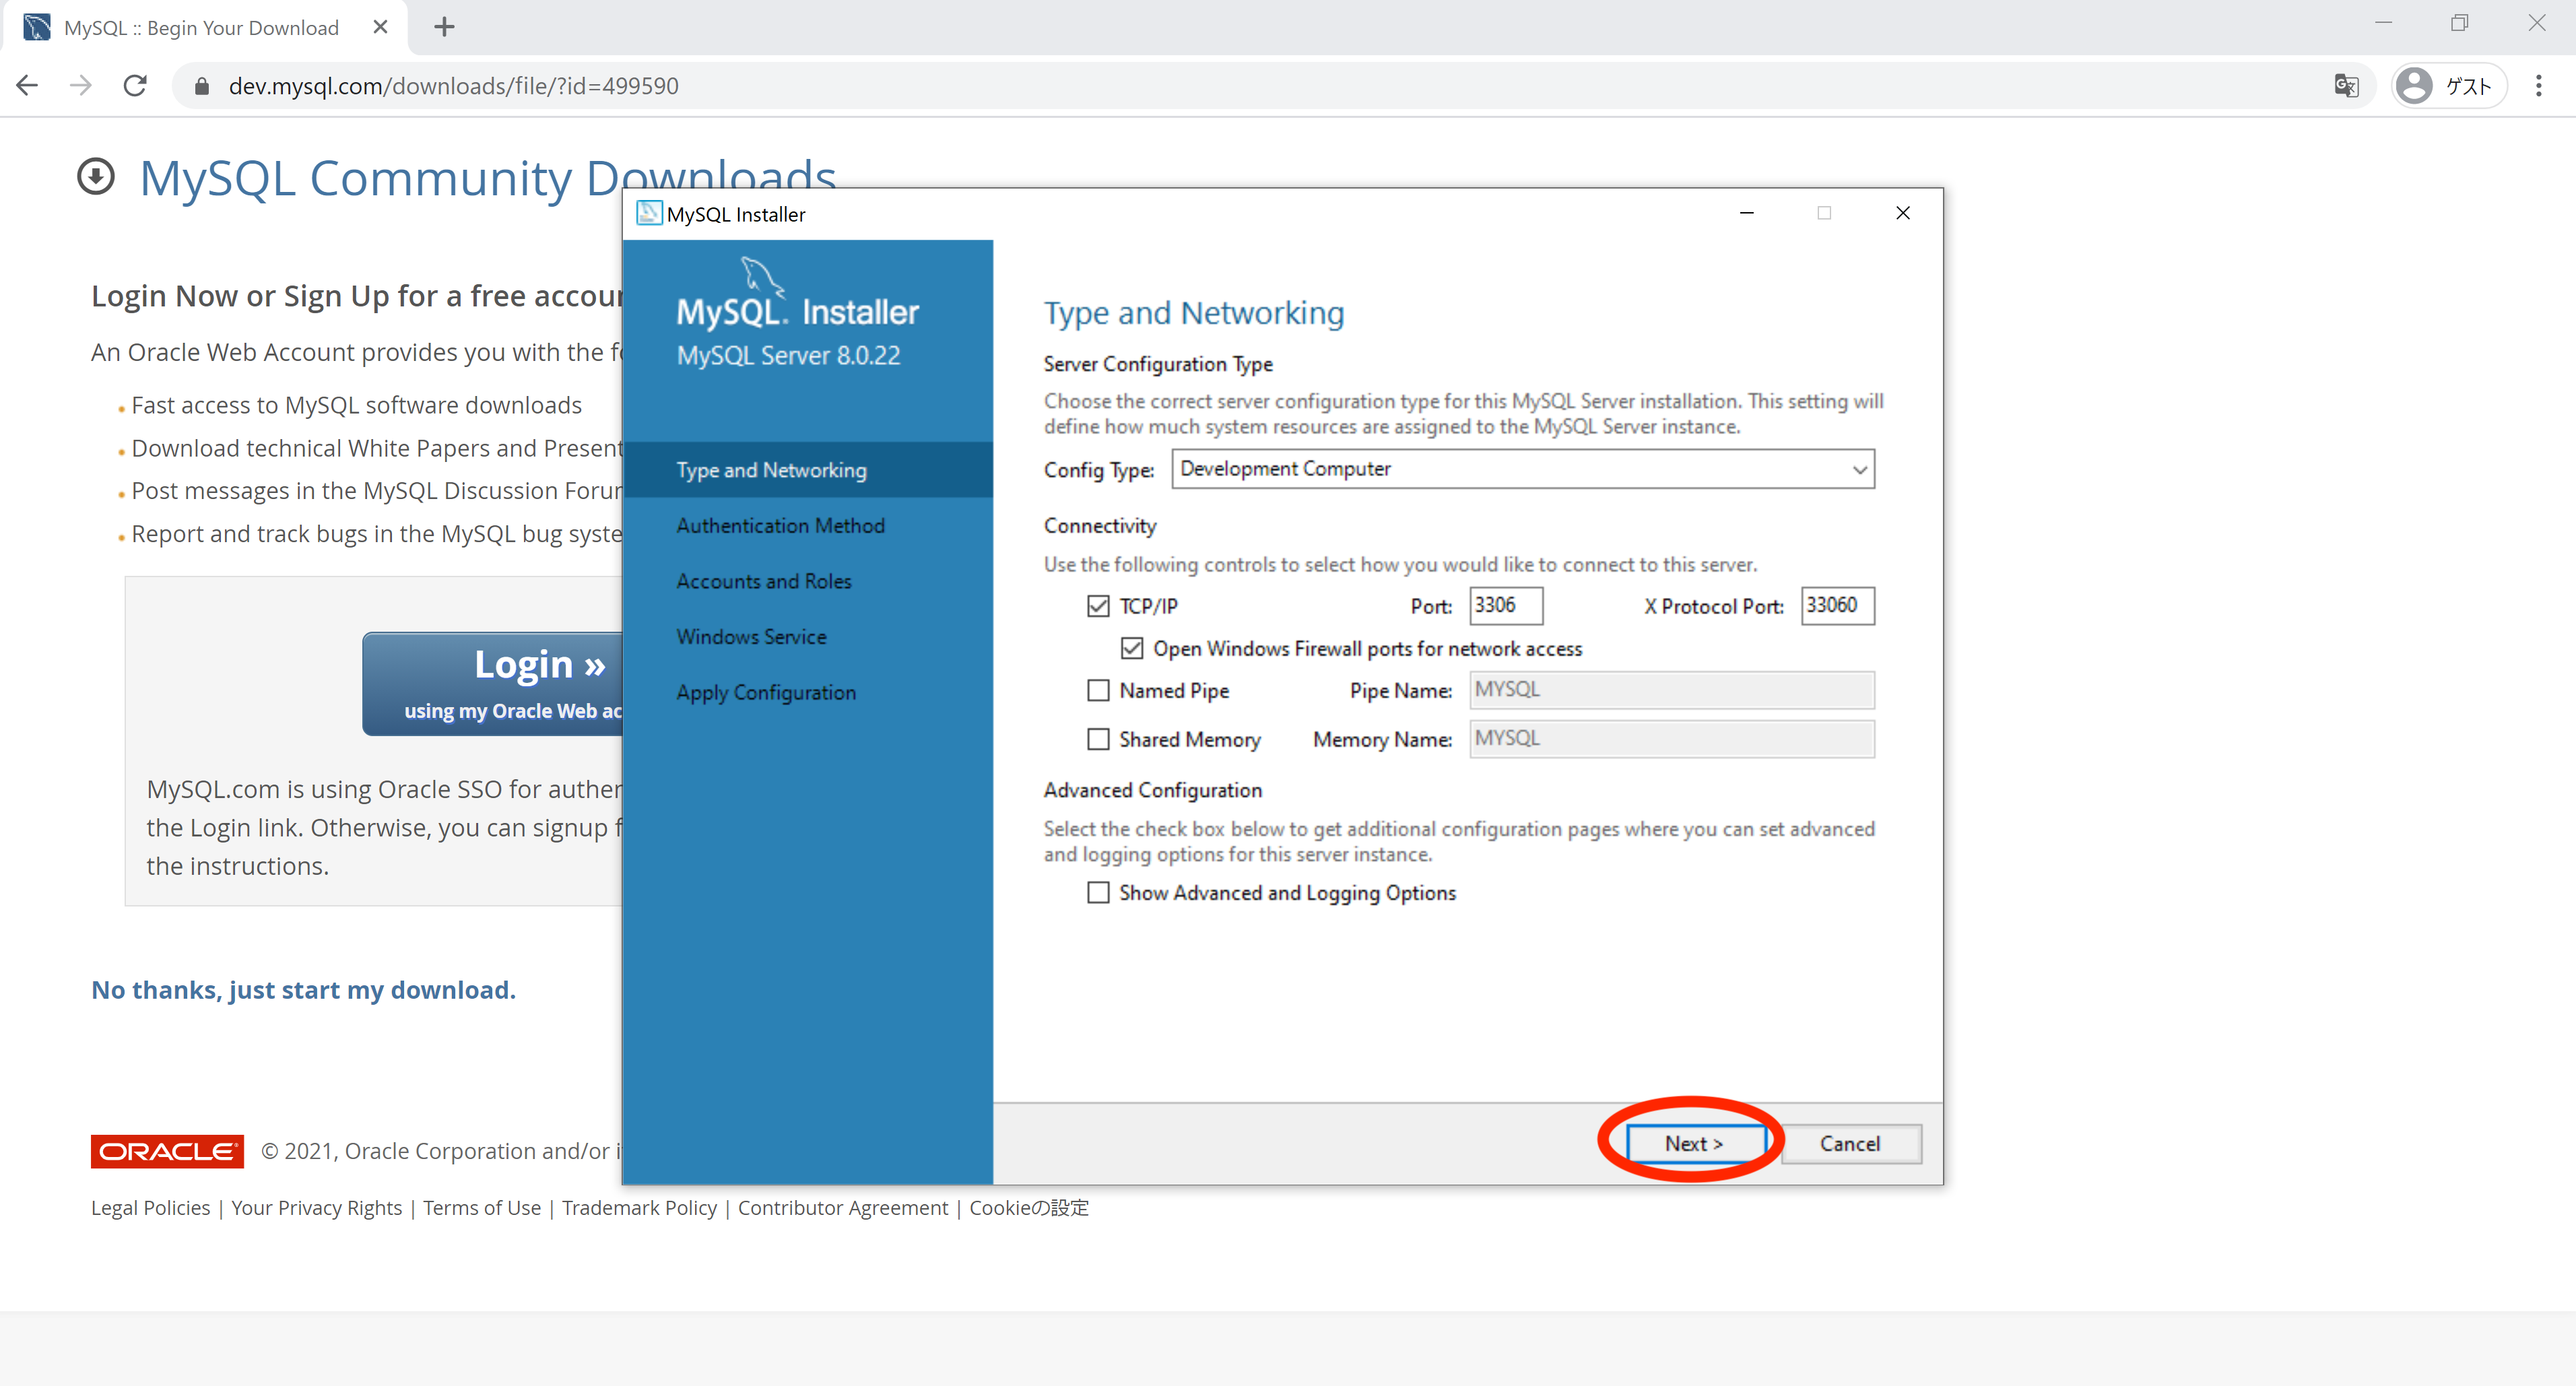 MySQL :: Begin Your Download
dev.mysql.com/downloads/file/?id=499590
ゲスト
MySQL Community Downloads
Login Now or Sign Up for a free
An Oracle Web Account provides you with the
Fast access to MySQL software downloads
Download technical White Papers and
Post messages in the MySQL Discussion
Report and track bugs in the MySQL bug
Login »
using my Oracle Web
MySQL.com is using Oracle SSO for
the Login link. Otherwise, you can signup
the instructions.
No thanks, just start my download.
ORACLE © 2021, Oracle Corporation and/or
Legal Policies | Your Privacy Rights | Terms of Use | Trademark Policy | Contributor Agreement | Cookieの設定
MySQL Installer
MySQL. Installer
MySQL Server 8.0.22
Type and Networking
Authentication Method
Accounts and Roles
Windows Service
Apply Configuration
Type and Networking
Server Configuration Type
Choose the correct server configuration type for this MySQL Server installation. This setting will
define how much system resources are assigned to the MySQL Server instance.
Config Type: Development Computer
Connectivity
Use the following controls to select how you would like to connect to this server.
TCP/IP Port: 3306 X Protocol Port: 33060
Open Windows Firewall ports for network access
Named Pipe Pipe Name: MYSQL
Shared Memory Memory Name: MYSQL
Advanced Configuration
Select the check box below to get additional configuration pages where you can set advanced
and logging options for this server instance.
Show Advanced and Logging Options
Next > Cancel